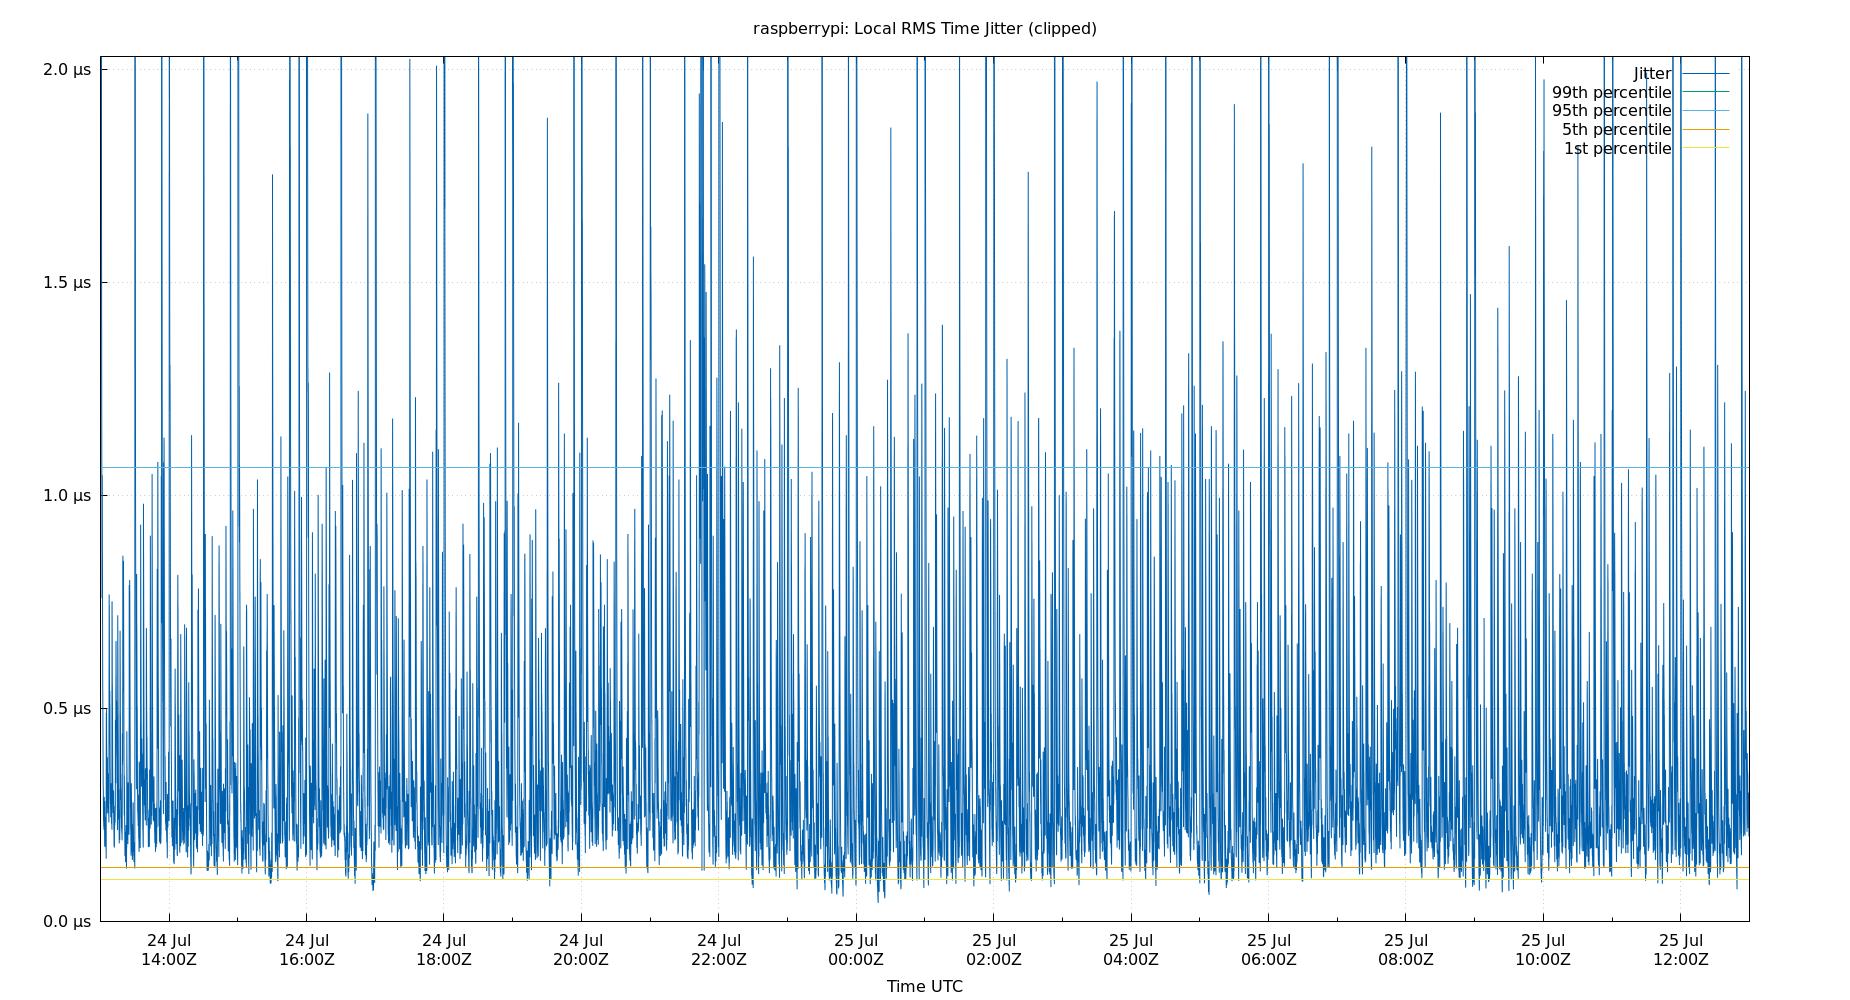 raspberrypi: Local RMS Time Jitter (clipped)
2.0 µs
1.5 µs
1.0 µs
0.5 µs
0.0 µs
Jitter
99th percentile
95th percentile
5th percentile
1st percentile
24 Jul 24 Jul 24 Jul 24 Jul 24 Jul 25 Jul 25 Jul 25 Jul 25 Jul 25 Jul 25 Jul 25 Jul
14:00Z 16:00Z 18:00Z 20:00Z 22:00Z 00:00Z 02:00Z 04:00Z 06:00Z 08:00Z 10:00Z 12:00Z
Time UTC